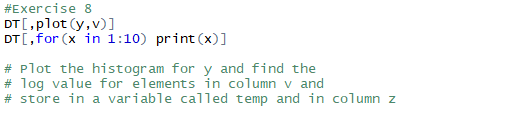 #Exercise 8
DT[,plot(y,v)]
DT[,for(x in 1:10) print(x)]
# Plot the histogram for y and find the
# log value for elements in column v and
# store in a variable called temp and in column z